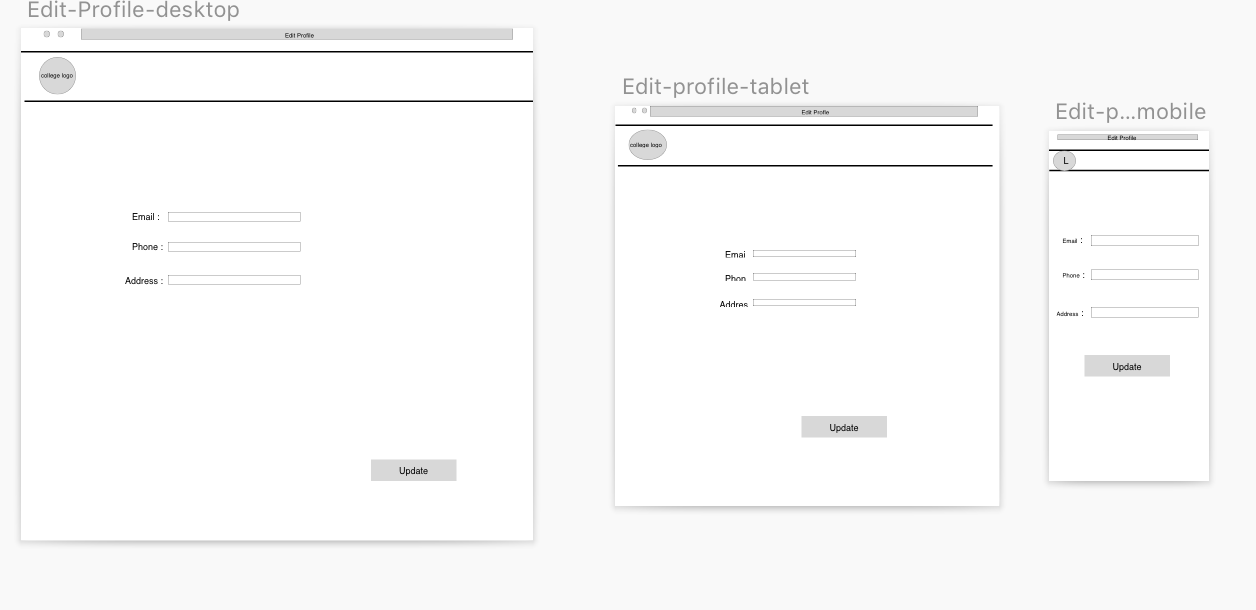 Edit-Profile-desktop
Edit Profile
college logo
Email :
Phone :
Address :
Update
Edit-profile-tablet
Edit Profile
college logo
Emai
Phon
Addres
Update
Edit-p...mobile
Edit Profile
L
Email :
Phone :
Address :
Update